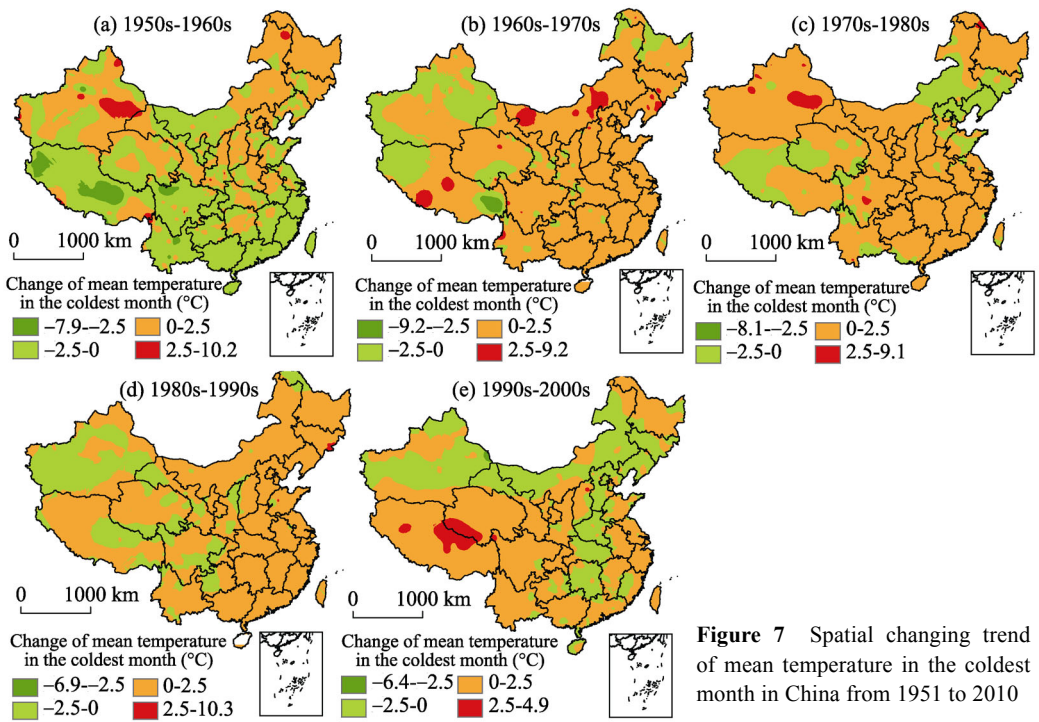 (a) 1950s-1960s
0 1000 km
Change of mean temperature
in the coldest month (°C)
−7.9-−2.5 0-2.5
−2.5-0 2.5-10.2
(b) 1960s-1970s
0 1000 km
Change of mean temperature
in the coldest month (°C)
−9.2-−2.5 0-2.5
−2.5-0 2.5-9.2
(c) 1970s-1980s
0 1000 km
Change of mean temperature
in the coldest month (°C)
−8.1-−2.5 0-2.5
−2.5-0 2.5-9.1
(d) 1980s-1990s
0 1000 km
Change of mean temperature
in the coldest month (°C)
−6.9-−2.5 0-2.5
−2.5-0 2.5-10.3
(e) 1990s-2000s
0 1000 km
Change of mean temperature
in the coldest month (°C)
−6.4-−2.5 0-2.5
−2.5-0 2.5-4.9
Figure 7 Spatial changing trend
of mean temperature in the coldest
month in China from 1951 to 2010